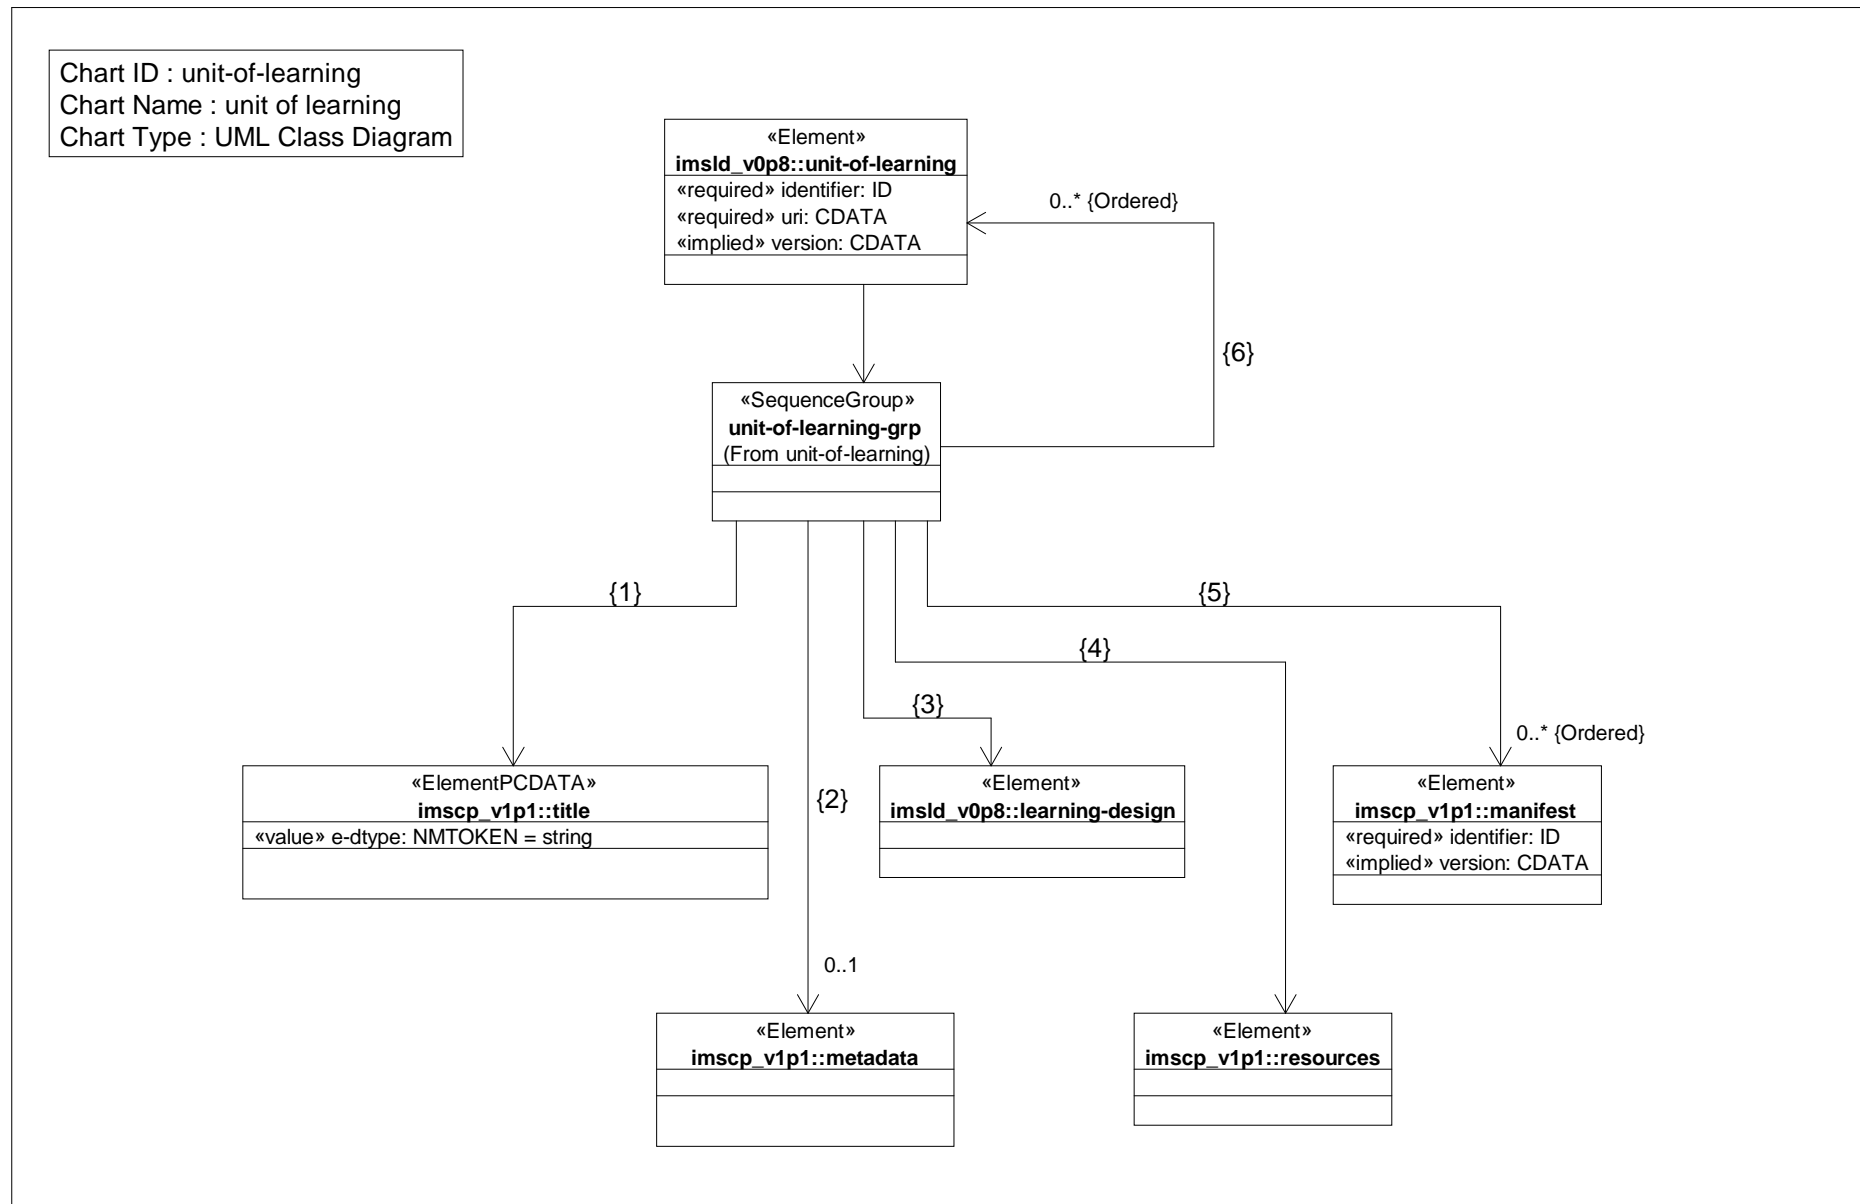 Chart ID : unit-of-learning
Chart Name : unit of learning
Chart Type : UML Class Diagram
«Element»
imsld_v0p8::unit-of-learning
«required» identifier: ID
«required» uri: CDATA
«implied» version: CDATA
0..* {Ordered}
{6}
«SequenceGroup»
unit-of-learning-grp
(From unit-of-learning)
{1}
{5}
{4}
{3}
0..* {Ordered}
{2}
«ElementPCDATA»
imscp_v1p1::title
«value» e-dtype: NMTOKEN = string
«Element»
imsld_v0p8::learning-design
«Element»
imscp_v1p1::manifest
«required» identifier: ID
«implied» version: CDATA
0..1
«Element»
imscp_v1p1::metadata
«Element»
imscp_v1p1::resources